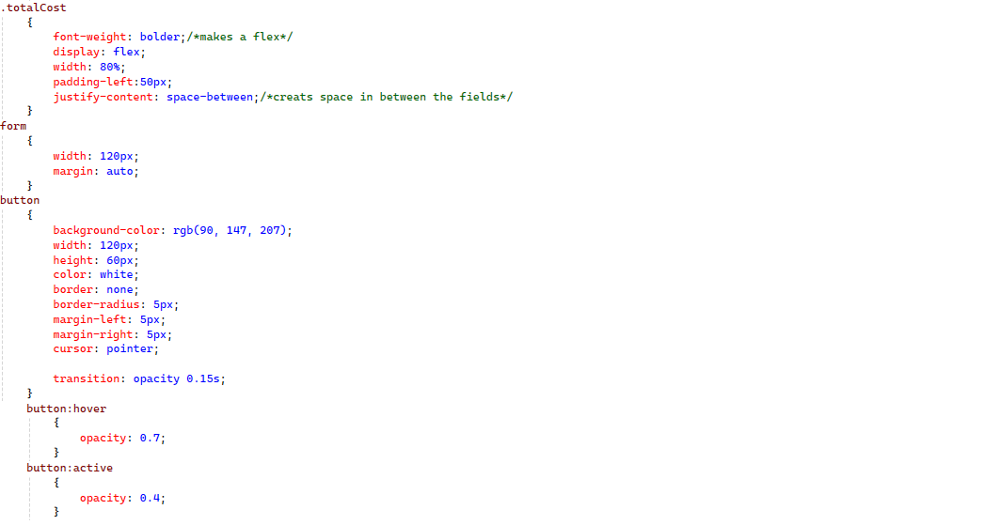 .totalCost
{
font-weight: bolder;/*makes a flex*/
display: flex;
width: 80%;
padding-left:50px;
justify-content: space-between;/*creats space in between the fields*/
}
form
{
width: 120px;
margin: auto;
}
button
{
background-color: rgb(90, 147, 207);
width: 120px;
height: 60px;
color: white;
border: none;
border-radius: 5px;
margin-left: 5px;
margin-right: 5px;
cursor: pointer;
transition: opacity 0.15s;
}
button:hover
{
opacity: 0.7;
}
button:active
{
opacity: 0.4;
}